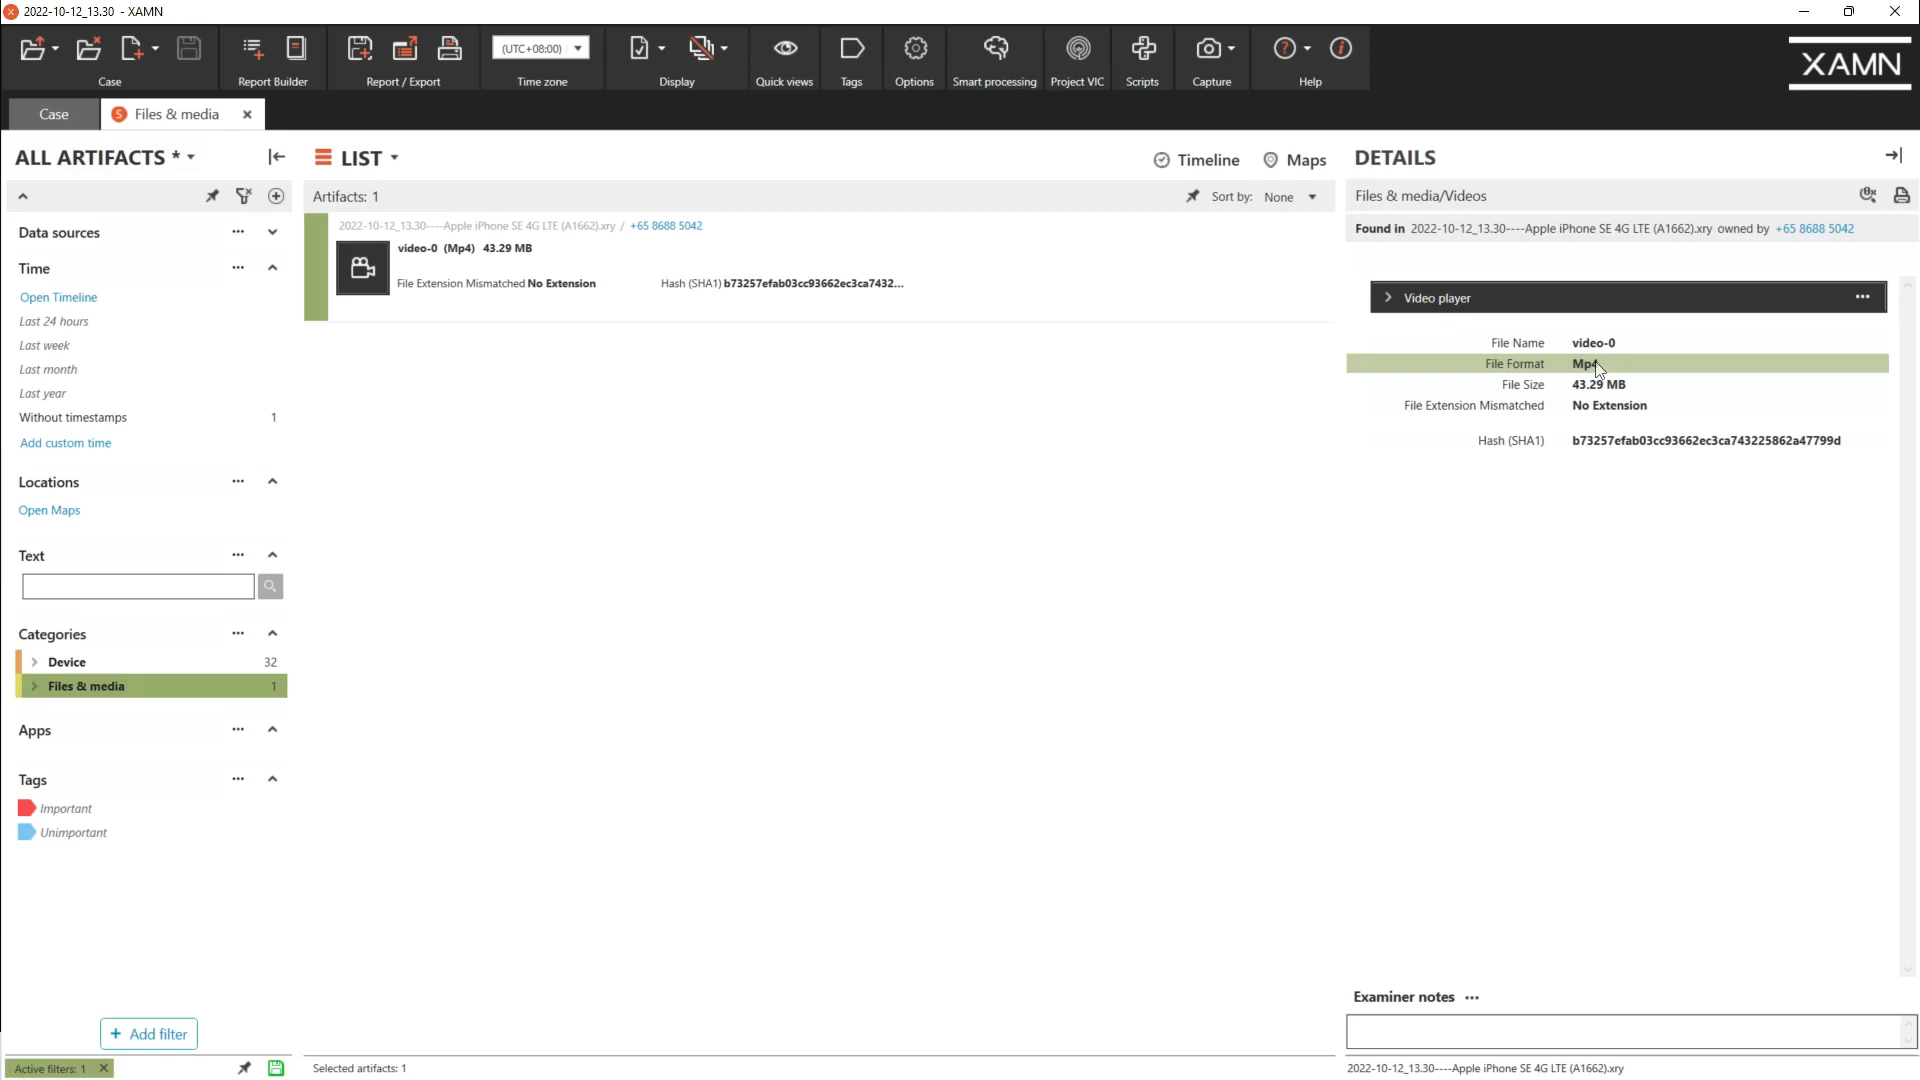 2022-10-12_13.30 - XAMN
Case
Report Builder
Report / Export
(UTC+08:00)
Time zone
Display
Quick views
Tags
Options
Smart processing
Project VIC
Scripts
Capture
Help
XAMN
Case
Files & media
ALL ARTIFACTS *
Data sources
Time
Open Timeline
Last 24 hours
Last week
Last month
Last year
Without timestamps 1
Add custom time
Locations
Open Maps
Text
Categories
Device 32
Files & media 1
Apps
Tags
Important
Unimportant
+ Add filter
Active filters: 1
LIST
Timeline
Maps
Artifacts: 1
Sort by: None
2022-10-12_13.30----Apple iPhone SE 4G LTE (A1662).xry / +65 8688 5042
video-0 (Mp4) 43.29 MB
File Extension Mismatched No Extension Hash (SHA1) b73257efab03cc93662ec3ca7432...
Selected artifacts: 1
DETAILS
Files & media/Videos
Found in 2022-10-12_13.30----Apple iPhone SE 4G LTE (A1662).xry owned by +65 8688 5042
Video player
File Name video-0
File Format Mp4
File Size 43.29 MB
File Extension Mismatched No Extension
Hash (SHA1) b73257efab03cc93662ec3ca743225862a47799d
Examiner notes
2022-10-12_13.30----Apple iPhone SE 4G LTE (A1662).xry